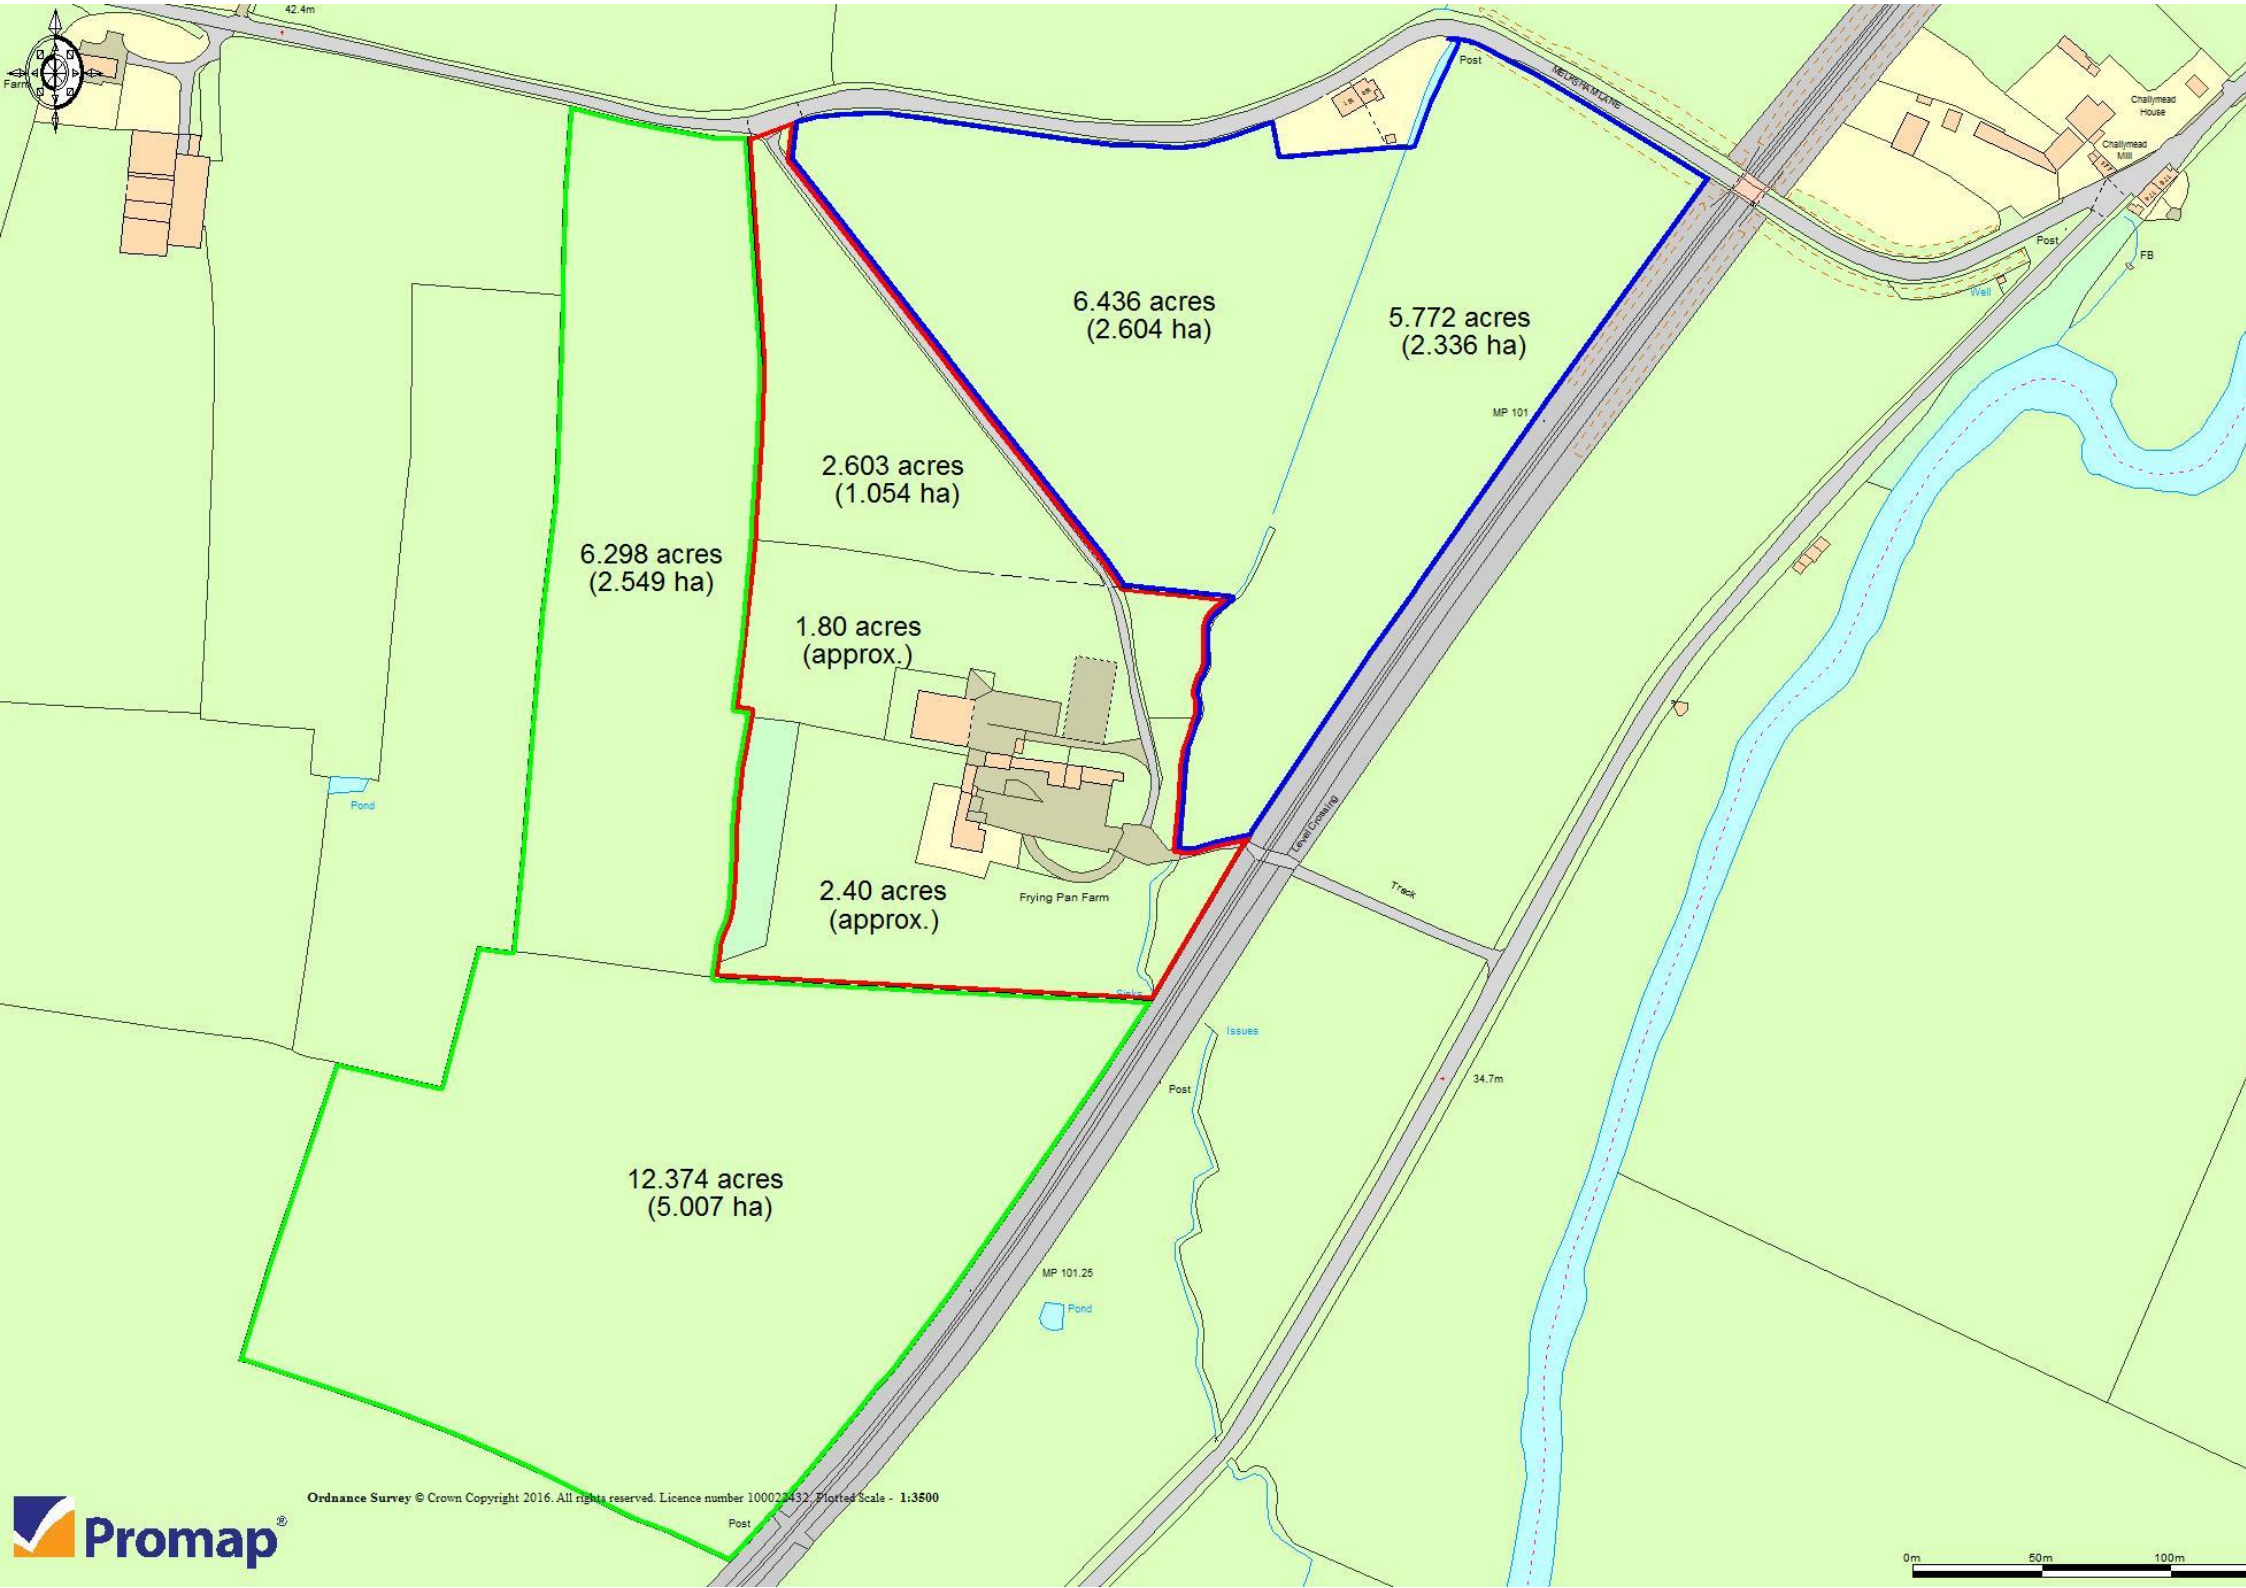 42.4m
Farm
Post
MELKSHAM LANE
Challymead
House
Challymead
Mill
177
Post
FB
Well
6.436 acres
(2.604 ha)
5.772 acres
(2.336 ha)
MP 101
2.603 acres
(1.054 ha)
6.298 acres
(2.549 ha)
1.80 acres
(approx.)
Pond
Level Crossing
2.40 acres
(approx.)
Frying Pan Farm
Track
Sinks
Issues
34.7m
Post
12.374 acres
(5.007 ha)
MP 101.25
Pond
Ordnance Survey © Crown Copyright 2016. All rights reserved. Licence number 100022432. Plotted Scale - 1:3500
Post
Promap®
0m 50m 100m